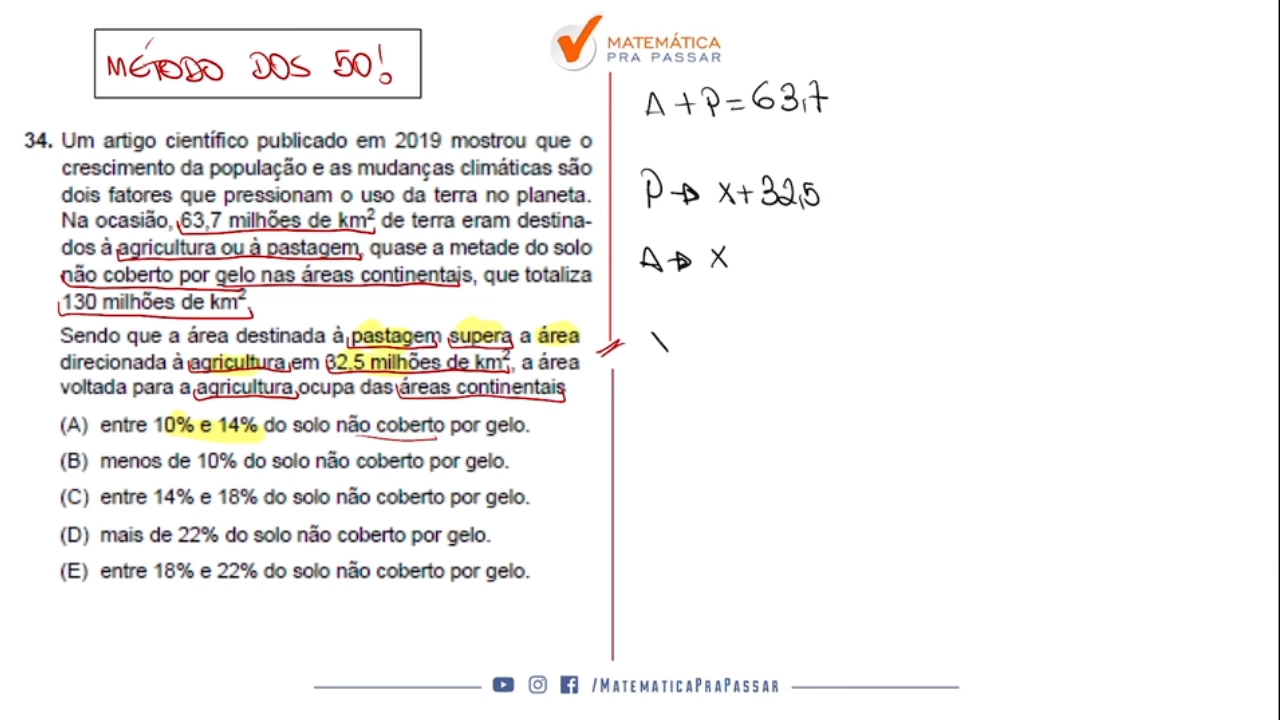 MÉTODO DOS 50!
MATEMÁTICA
PRA PASSAR
34. Um artigo científico publicado em 2019 mostrou que o
crescimento da população e as mudanças climáticas são
dois fatores que pressionam o uso da terra no planeta.
Na ocasião, 63,7 milhões de km² de terra eram destina-
dos à agricultura ou à pastagem, quase a metade do solo
não coberto por gelo nas áreas continentais, que totaliza
130 milhões de km².
Sendo que a área destinada à pastagem supera a área
direcionada à agricultura em 32,5 milhões de km², a área
voltada para a agricultura ocupa das áreas continentais
(A) entre 10% e 14% do solo não coberto por gelo.
(B) menos de 10% do solo não coberto por gelo.
(C) entre 14% e 18% do solo não coberto por gelo.
(D) mais de 22% do solo não coberto por gelo.
(E) entre 18% e 22% do solo não coberto por gelo.
A + P = 63,7
P → x + 32,5
A → x
/MATEMATICAPRAPASSAR